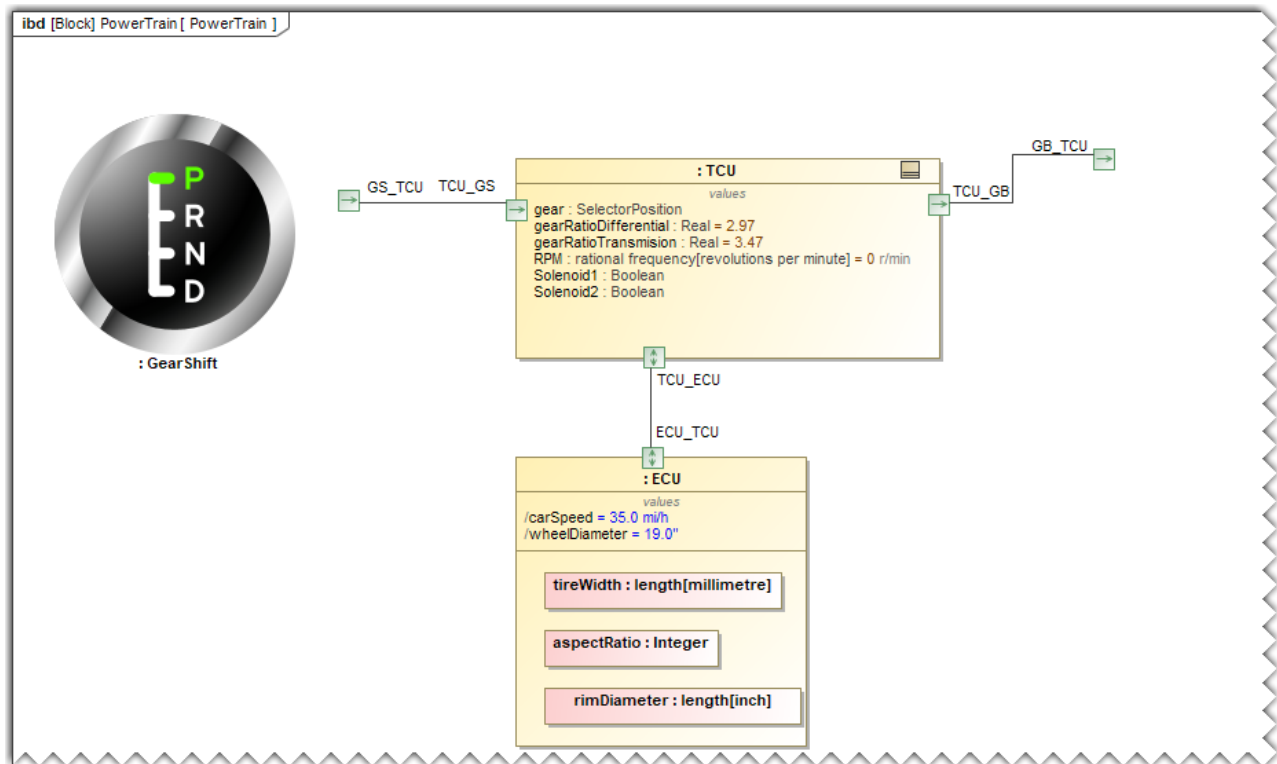 ibd [Block] PowerTrain [ PowerTrain ]
P
R
N
D
: GearShift
GS_TCU
TCU_GS
: TCU
values
gear : SelectorPosition
gearRatioDifferential : Real = 2.97
gearRatioTransmision : Real = 3.47
RPM : rational frequency[revolutions per minute] = 0 r/min
Solenoid1 : Boolean
Solenoid2 : Boolean
GB_TCU
TCU_GB
TCU_ECU
ECU_TCU
: ECU
values
/carSpeed = 35.0 mi/h
/wheelDiameter = 19.0"
tireWidth : length[millimetre]
aspectRatio : Integer
rimDiameter : length[inch]